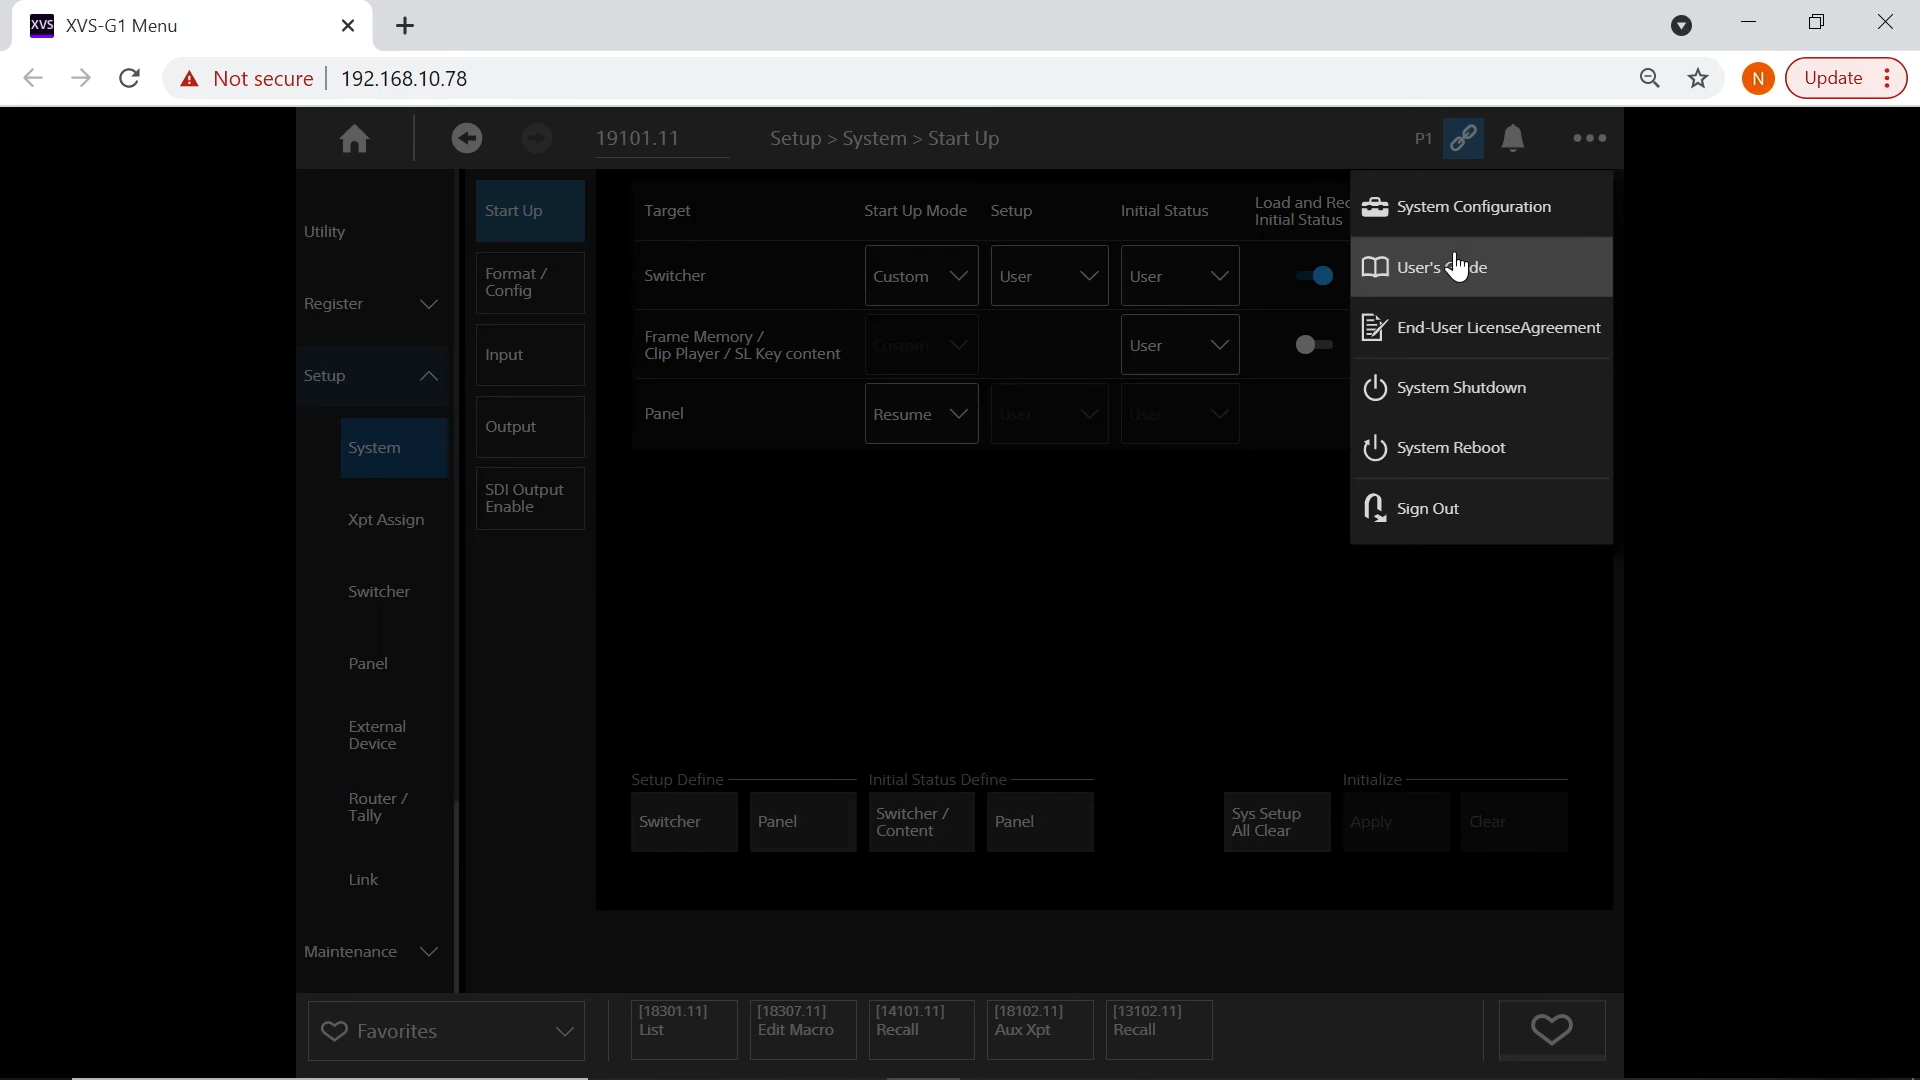 XVS XVS-G1 Menu
Not secure 192.168.10.78 N Update
19101.11 Setup > System > Start Up P1
Utility
Register
Setup
System
Xpt Assign
Switcher
Panel
External
Device
Router /
Tally
Link
Maintenance
Start Up
Format /
Config
Input
Output
SDI Output
Enable
Target Start Up Mode Setup Initial Status Load and Rec
Initial Status
Switcher Custom User User
Frame Memory /
Clip Player / SL Key content Custom User
Panel Resume User User
System Configuration
User's
End-User LicenseAgreement
System Shutdown
System Reboot
Sign Out
Setup Define Initial Status Define Initialize
Switcher Panel Switcher /
Content Panel Sys Setup
All Clear Apply Clear
Favorites
[18301.11]
List
[18307.11]
Edit Macro
[14101.11]
Recall
[18102.11]
Aux Xpt
[13102.11]
Recall